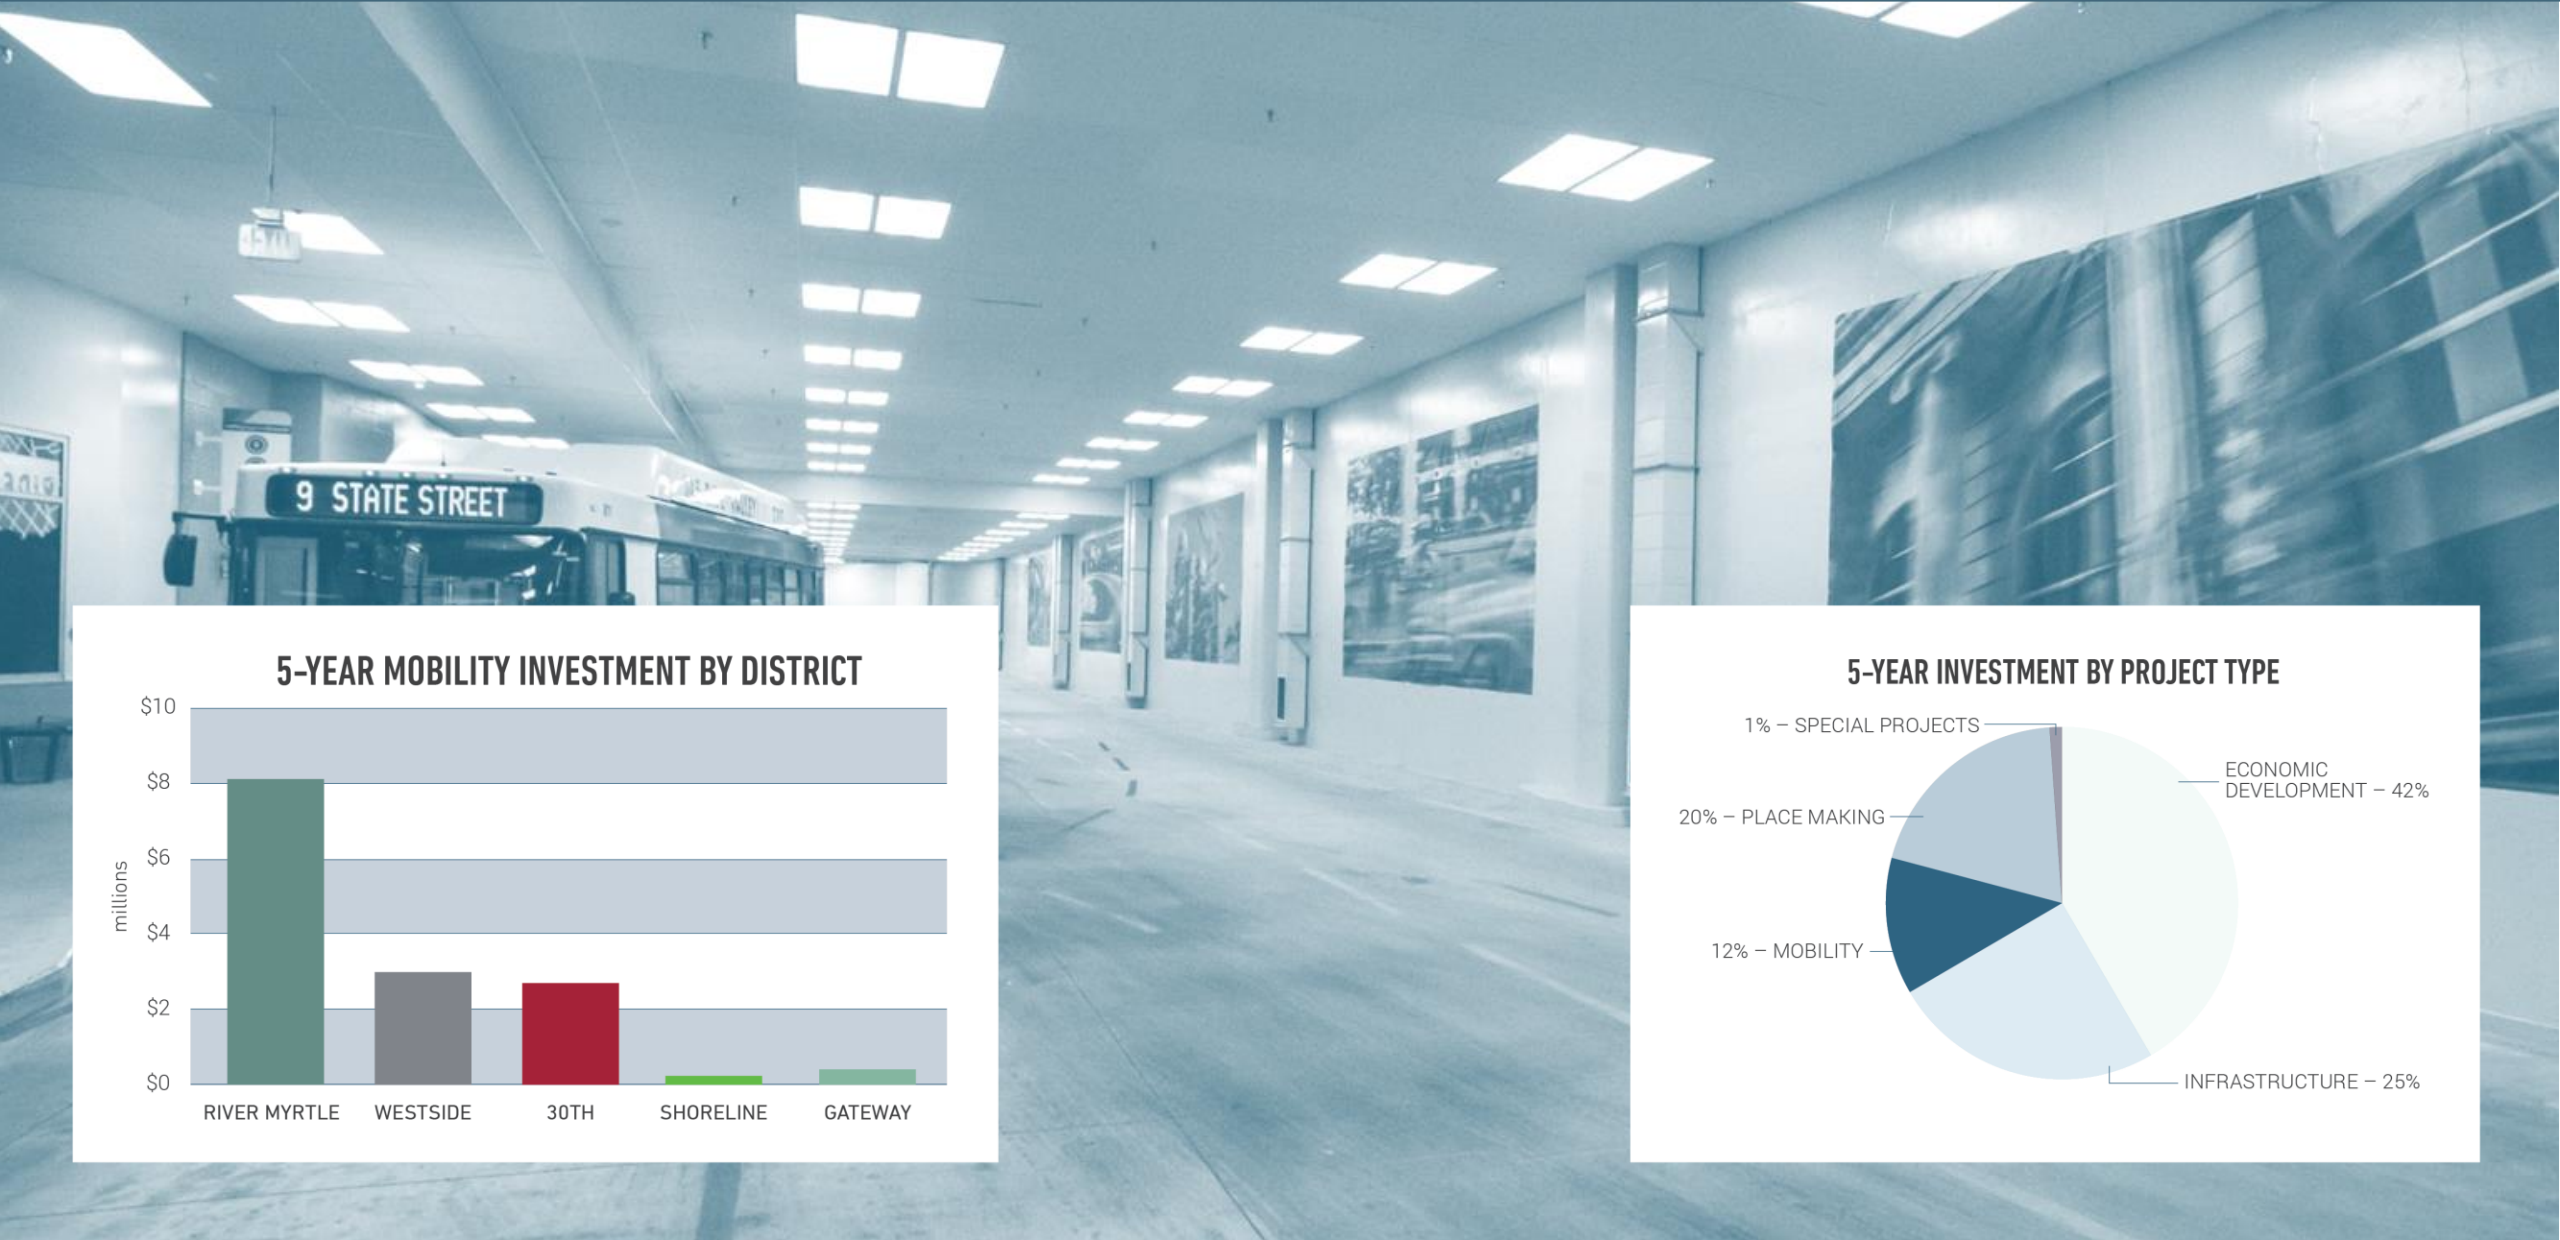 9 STATE STREET
5-YEAR MOBILITY INVESTMENT BY DISTRICT
$10
$8
$6
$4
$2
$0
millions
RIVER MYRTLE WESTSIDE 30TH SHORELINE GATEWAY
5-YEAR INVESTMENT BY PROJECT TYPE
1% – SPECIAL PROJECTS
ECONOMIC
DEVELOPMENT – 42%
20% – PLACE MAKING
12% – MOBILITY
INFRASTRUCTURE – 25%